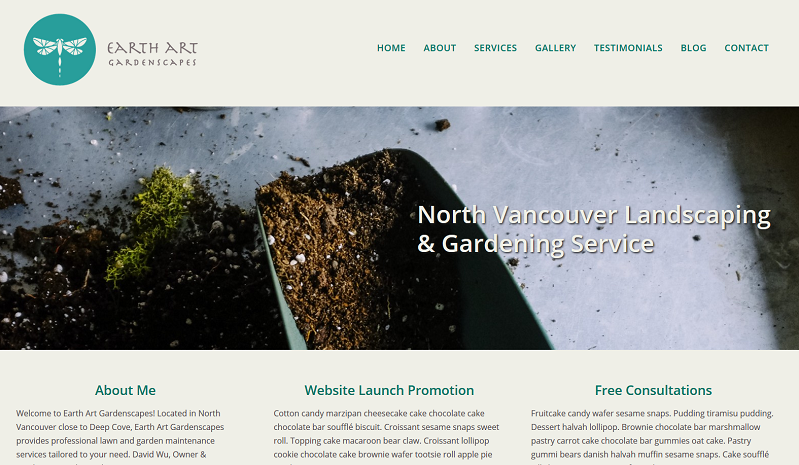 EARTH ART
GARDENSCAPES
HOME ABOUT SERVICES GALLERY TESTIMONIALS BLOG CONTACT
North Vancouver Landscaping
& Gardening Service
About Me
Welcome to Earth Art Gardenscapes! Located in North
Vancouver close to Deep Cove, Earth Art Gardenscapes
provides professional lawn and garden maintenance
services tailored to your need. David Wu, Owner &
Website Launch Promotion
Cotton candy marzipan cheesecake cake chocolate cake
chocolate bar soufflé biscuit. Croissant sesame snaps sweet
roll. Topping cake macaroon bear claw. Croissant lollipop
cookie chocolate cake brownie wafer tootsie roll apple pie
Free Consultations
Fruitcake candy wafer sesame snaps. Pudding tiramisu pudding.
Dessert halvah lollipop. Brownie chocolate bar marshmallow
pastry carrot cake chocolate bar gummies oat cake. Pastry
gummi bears danish halvah muffin sesame snaps. Cake soufflé